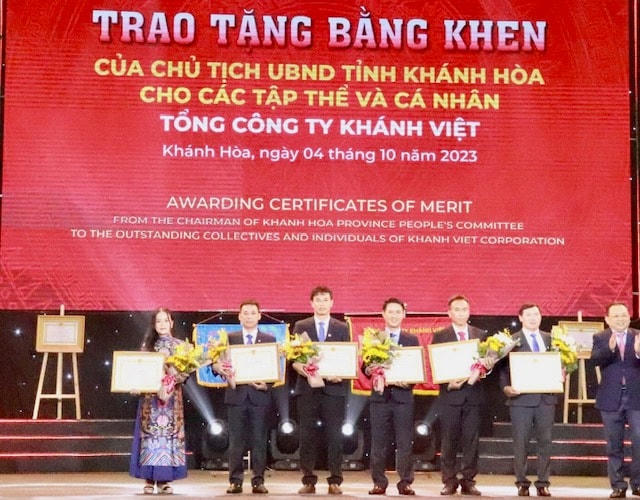 TRAO TẶNG BẰNG KHEN
CỦA CHỦ TỊCH UBND TỈNH KHÁNH HÒA
CHO CÁC TẬP THỂ VÀ CÁ NHÂN
TỔNG CÔNG TY KHÁNH VIỆT
Khánh Hòa, ngày 04 tháng 10 năm 2023
AWARDING CERTIFICATES OF MERIT
FROM THE CHAIRMAN OF KHANH HOA PROVINCE PEOPLE'S COMMITTEE
TO THE OUTSTANDING COLLECTIVES AND INDIVIDUALS OF KHANH VIET CORPORATION